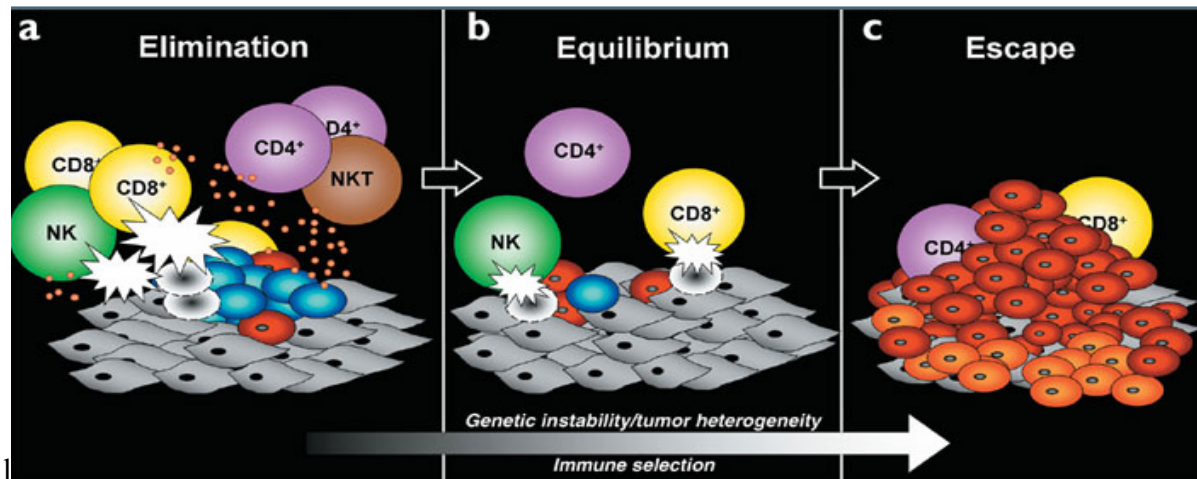 a
Elimination
CD8⁺
CD8⁺
NK
CD4⁺
D4⁺
NKT
b
Equilibrium
CD4⁺
NK
CD8⁺
c
Escape
CD4⁺
CD8⁺
Genetic instability/tumor heterogeneity
Immune selection
l